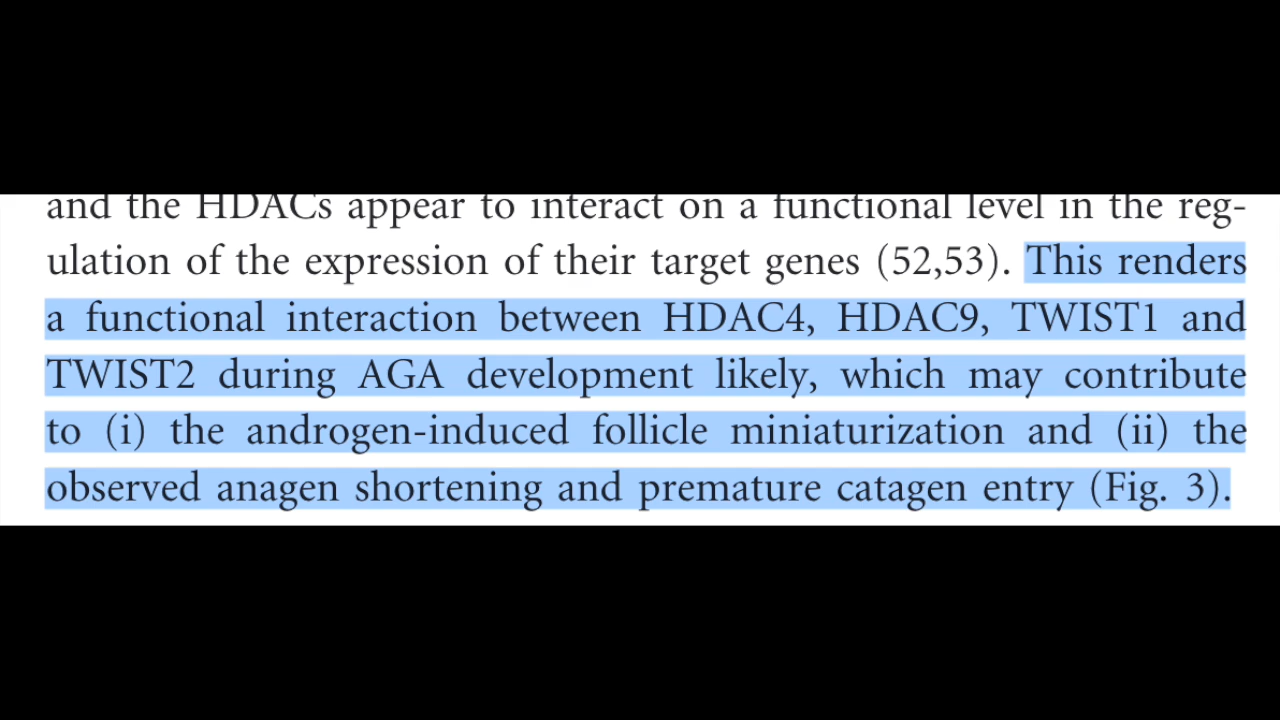 and the HDACs appear to interact on a functional level in the reg-
ulation of the expression of their target genes (52,53). This renders
a functional interaction between HDAC4, HDAC9, TWIST1 and
TWIST2 during AGA development likely, which may contribute
to (i) the androgen-induced follicle miniaturization and (ii) the
observed anagen shortening and premature catagen entry (Fig. 3).